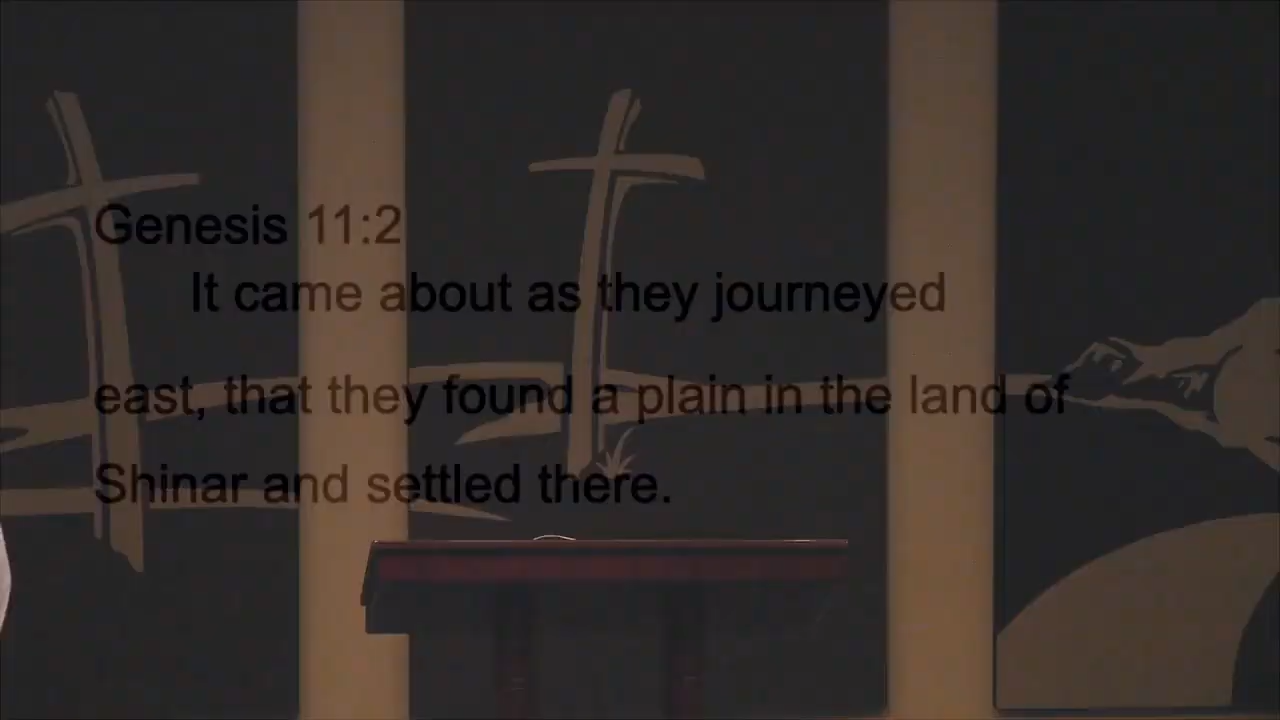 Genesis 11:2
It came about as they journeyed
east, that they found a plain in the land of
Shinar and settled there.